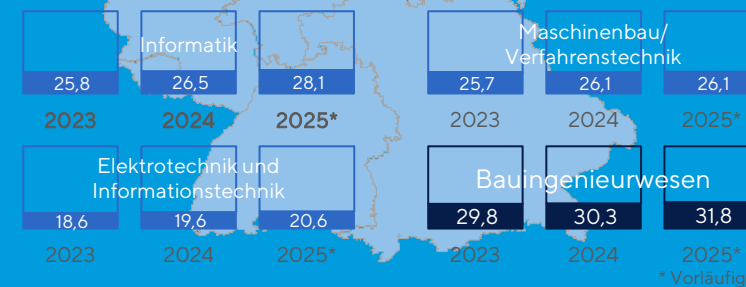 Informatik
25,8 26,5 28,1
2023 2024 2025*
Maschinenbau/
Verfahrenstechnik
25,7 26,1 26,1
2023 2024 2025*
Elektrotechnik und
Informationstechnik
18,6 19,6 20,6
2023 2024 2025*
Bauingenieurwesen
29,8 30,3 31,8
2023 2024 2025*
* Vorläufig